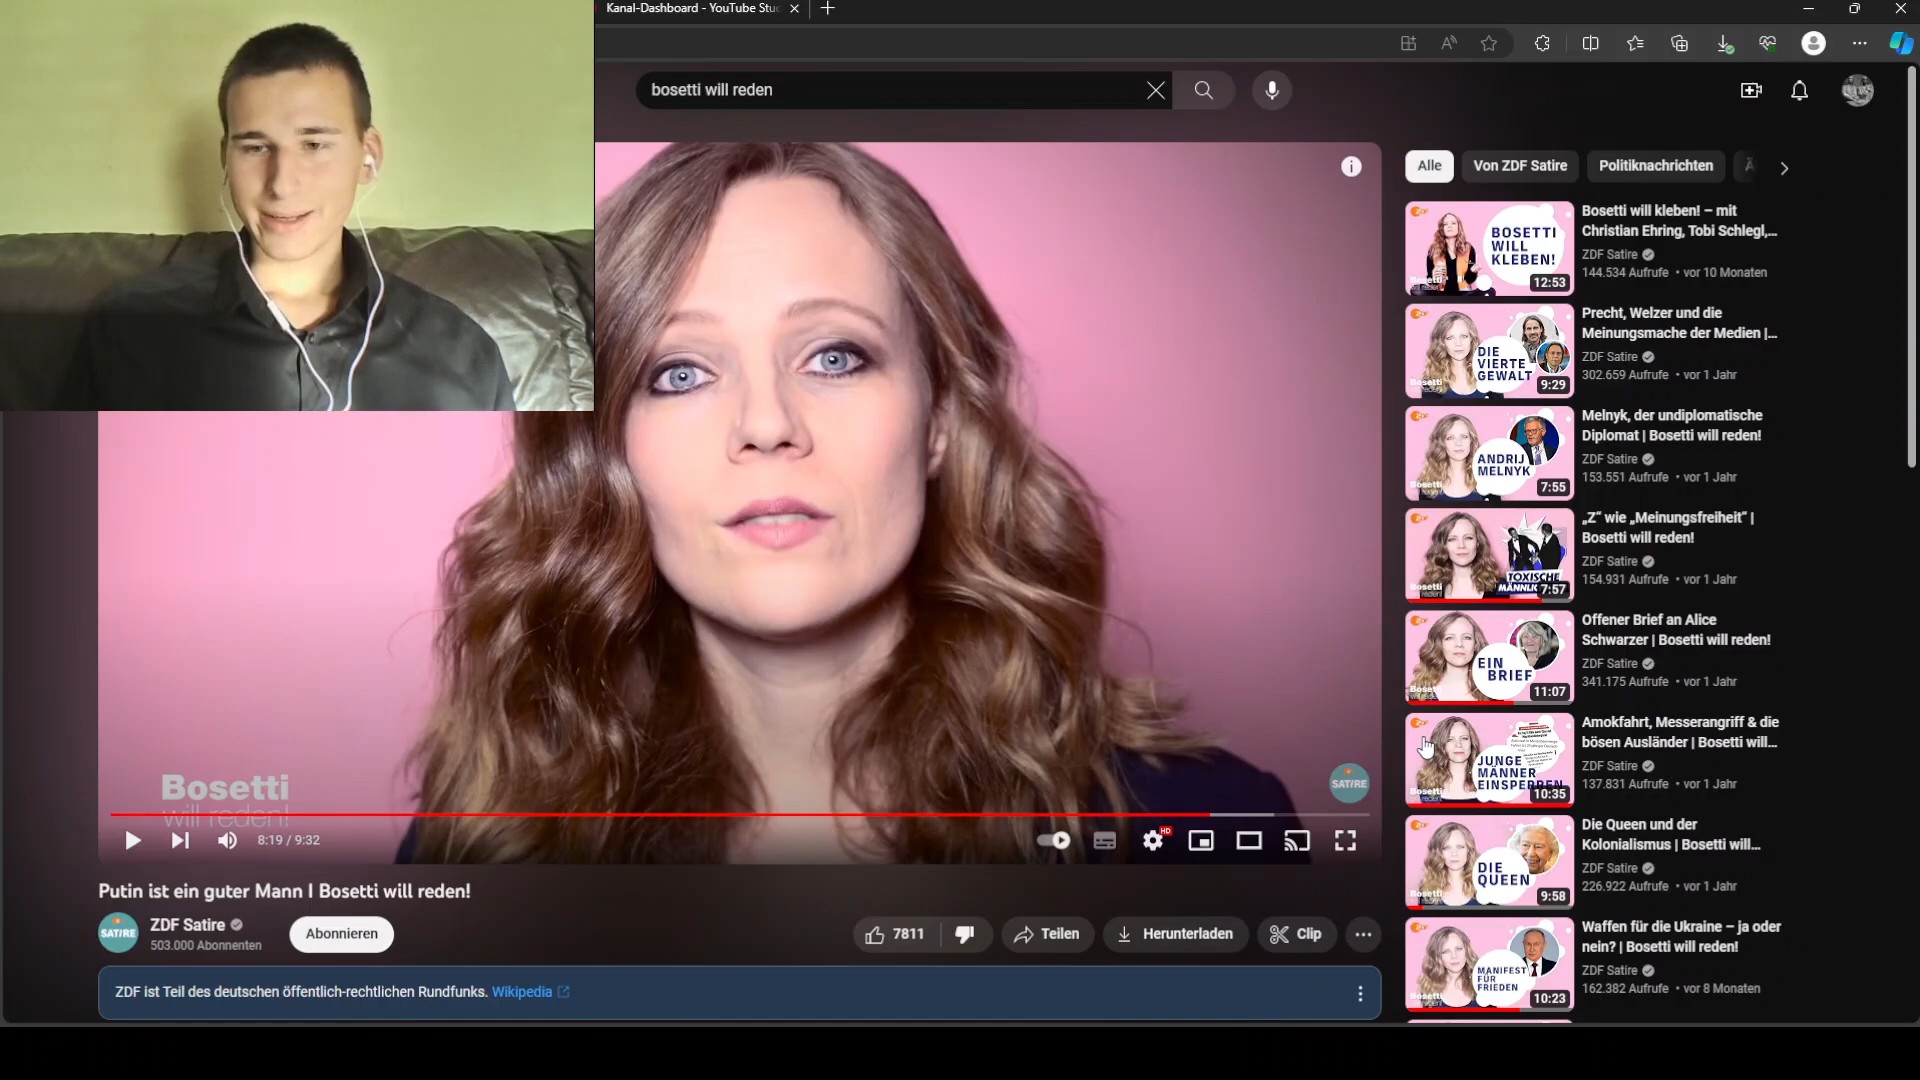 Kanal-Dashboard - YouTube Stu
bosetti will reden
Bosetti
will reden!
SATIRE
8:19 / 9:32
HD
Putin ist ein guter Mann I Bosetti will reden!
SATIRE
ZDF Satire
503.000 Abonnenten
Abonnieren
7811
Teilen
Herunterladen
Clip
ZDF ist Teil des deutschen öffentlich-rechtlichen Rundfunks. Wikipedia
Alle
Von ZDF Satire
Politiknachrichten
Ä
BOSETTI
WILL
KLEBEN!
12:53
Bosetti will kleben! – mit
Christian Ehring, Tobi Schlegl,...
ZDF Satire
144.534 Aufrufe • vor 10 Monaten
DIE
VIERTE
GEWALT
Bosetti
9:29
Precht, Welzer und die
Meinungsmache der Medien |...
ZDF Satire
302.659 Aufrufe • vor 1 Jahr
ANDRIJ
MELNYK
Bosetti
7:55
Melnyk, der undiplomatische
Diplomat | Bosetti will reden!
ZDF Satire
153.551 Aufrufe • vor 1 Jahr
TOXISCHE
Bosetti
7:57
„Z“ wie „Meinungsfreiheit“ |
Bosetti will reden!
ZDF Satire
154.931 Aufrufe • vor 1 Jahr
EIN
BRIEF
11:07
Offener Brief an Alice
Schwarzer | Bosetti will reden!
ZDF Satire
341.175 Aufrufe • vor 1 Jahr
JUNGE
MÄNNER
EINSPERREN
10:35
Amokfahrt, Messerangriff & die
bösen Ausländer | Bosetti will...
ZDF Satire
137.831 Aufrufe • vor 1 Jahr
DIE
QUEEN
Bosetti
9:58
Die Queen und der
Kolonialismus | Bosetti will...
ZDF Satire
226.922 Aufrufe • vor 1 Jahr
MANIFEST
FÜR
FRIEDEN
Bosetti
10:23
Waffen für die Ukraine – ja oder
nein? | Bosetti will reden!
ZDF Satire
162.382 Aufrufe • vor 8 Monaten